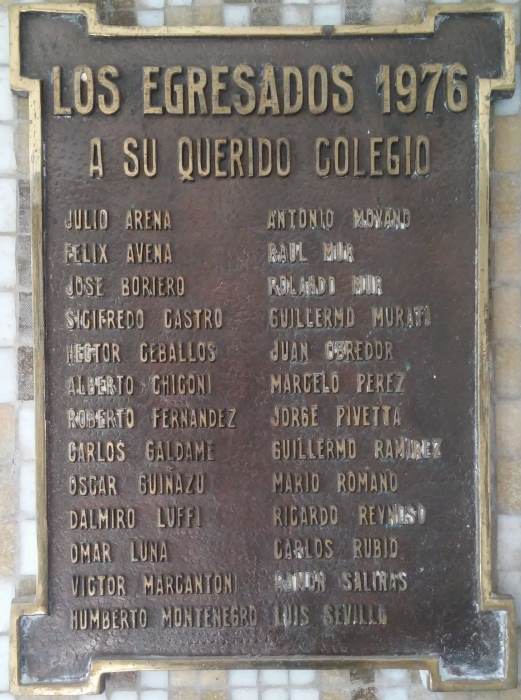 LOS EGRESADOS 1976
A SU QUERIDO COLEGIO
JULIO ARENA
FELIX AVENA
JOSE BORIERO
SIGIFREDO CASTRO
HECTOR CEBALLOS
ALBERTO CHIGONI
ROBERTO FERNANDEZ
CARLOS GALDAME
OSCAR GUIÑAZU
DALMIRO LUFFI
OMAR LUNA
VICTOR MARCANTONI
HUMBERTO MONTENEGRO
ANTONIO MOYANO
RAUL MUR
ROLANDO MUR
GUILLERMO MURATO
JUAN OBREDOR
MARCELO PEREZ
JORGE PIVETTA
GUILLERMO RAMIREZ
MARIO ROMANO
RICARDO REYNOSO
CARLOS RUBIO
RAMON SALINAS
LUIS SEVILLA